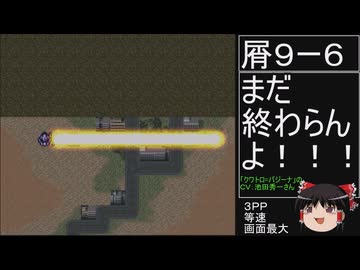 屑９－６
まだ
終わらん
よ！！！
「クワトロ=バジーナ」の
CV:池田秀一さん
３PP
等速
画面最大